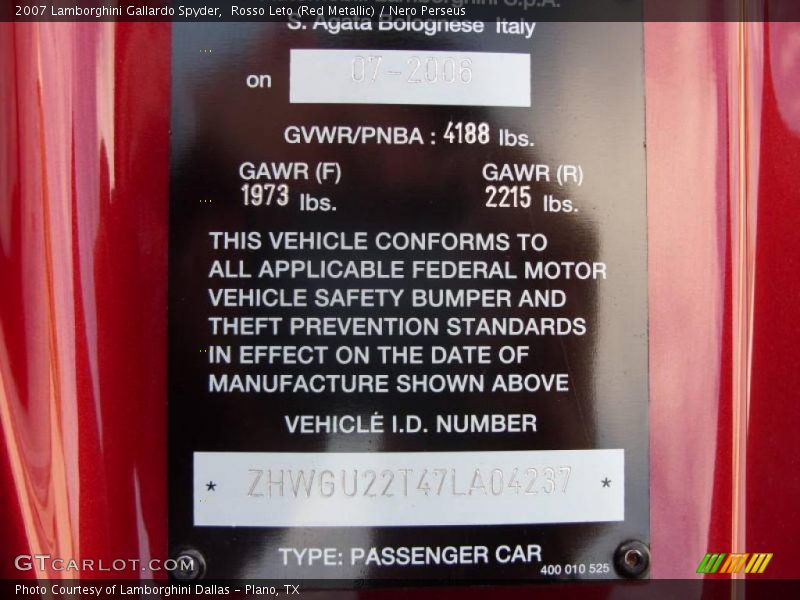 2007 Lamborghini Gallardo Spyder,  Rosso Leto (Red Metallic) / Nero Perseus
Lamborghini S.p.A.
S. Agata Bolognese Italy
on 07-2006
GVWR/PNBA : 4188 lbs.
GAWR (F) GAWR (R)
1973 lbs. 2215 lbs.
THIS VEHICLE CONFORMS TO
ALL APPLICABLE FEDERAL MOTOR
VEHICLE SAFETY BUMPER AND
THEFT PREVENTION STANDARDS
IN EFFECT ON THE DATE OF
MANUFACTURE SHOWN ABOVE
VEHICLE I.D. NUMBER
* ZHWGU22T47LA04237 *
TYPE: PASSENGER CAR
400 010 525
GTCARLOT.COM
Photo Courtesy of Lamborghini Dallas - Plano, TX